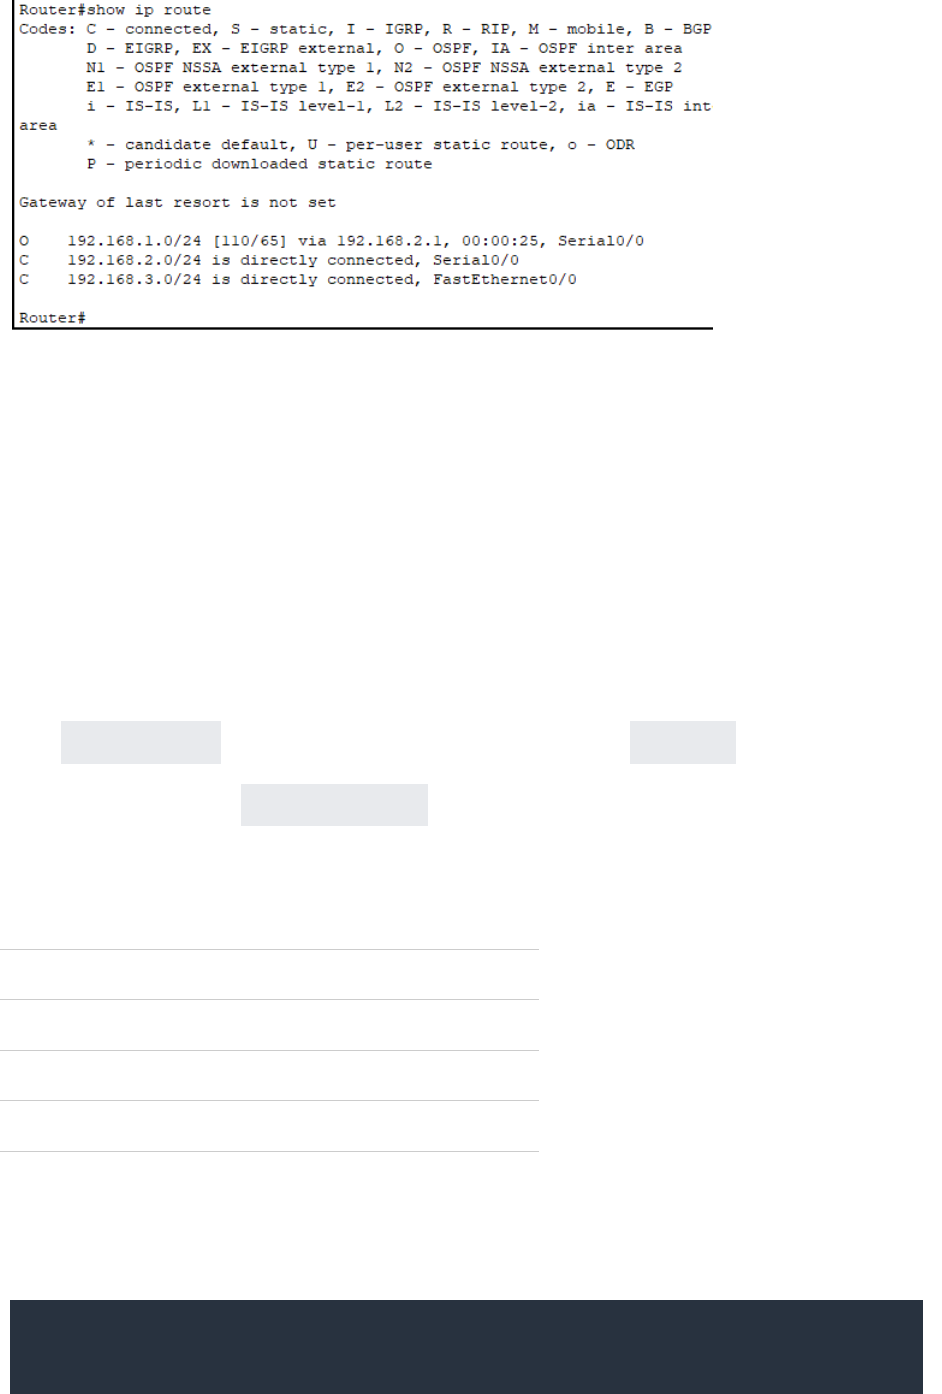 Router#show ip route
Codes: C - connected, S - static, I - IGRP, R - RIP, M - mobile, B - BGP
D - EIGRP, EX - EIGRP external, O - OSPF, IA - OSPF inter area
N1 - OSPF NSSA external type 1, N2 - OSPF NSSA external type 2
E1 - OSPF external type 1, E2 - OSPF external type 2, E - EGP
i - IS-IS, L1 - IS-IS level-1, L2 - IS-IS level-2, ia - IS-IS int
area
* - candidate default, U - per-user static route, o - ODR
P - periodic downloaded static route
Gateway of last resort is not set
O 192.168.1.0/24 [110/65] via 192.168.2.1, 00:00:25, Serial0/0
C 192.168.2.0/24 is directly connected, Serial0/0
C 192.168.3.0/24 is directly connected, FastEthernet0/0
Router#